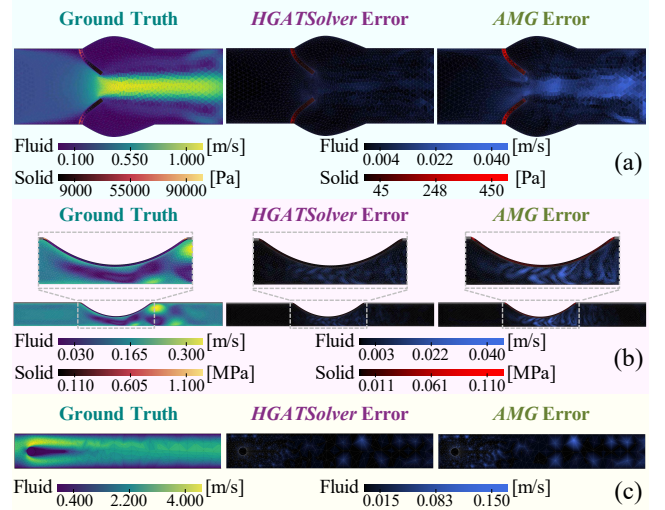 Ground Truth HGATSolver Error AMG Error
Fluid [m/s] Fluid [m/s]
0.100 0.550 1.000 0.004 0.022 0.040
Solid [Pa] Solid [Pa]
9000 55000 90000 45 248 450
(a)
Ground Truth HGATSolver Error AMG Error
Fluid [m/s] Fluid [m/s]
0.030 0.165 0.300 0.003 0.022 0.040
Solid [MPa] Solid [MPa]
0.110 0.605 1.100 0.011 0.061 0.110
(b)
Ground Truth HGATSolver Error AMG Error
Fluid [m/s] Fluid [m/s]
0.400 2.200 4.000 0.015 0.083 0.150
(c)